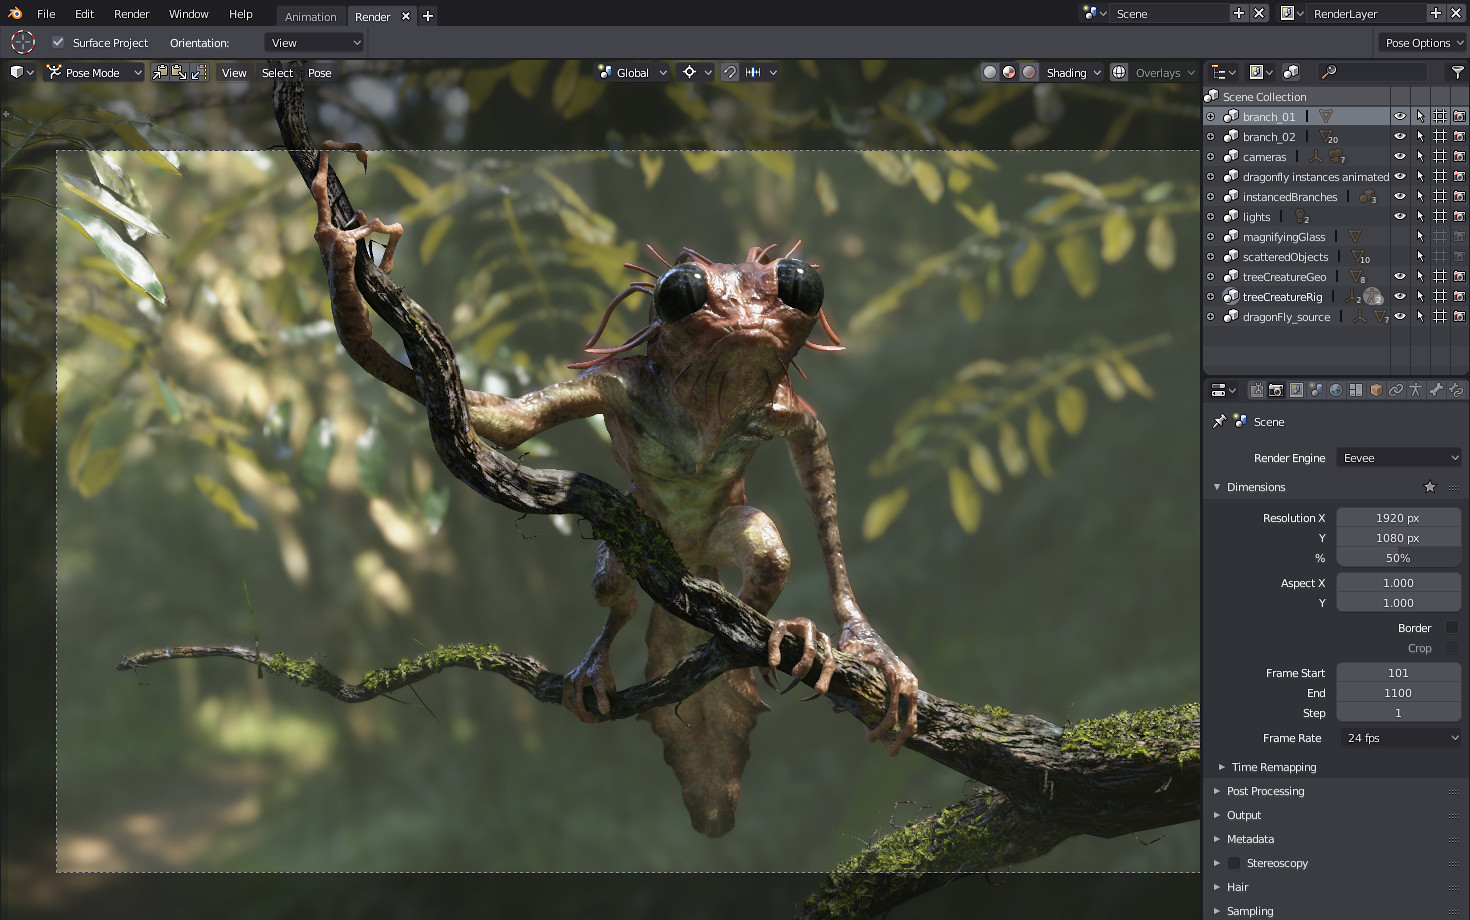 File Edit Render Window Help Animation Render Scene RenderLayer
Surface Project Orientation: View Pose Options
Pose Mode View Select Pose Global Shading Overlays
Scene Collection
branch_01
branch_02 20
cameras 7
dragonfly instances animated
instancedBranches 3
lights 2
magnifyingGlass
scatteredObjects 10
treeCreatureGeo 8
treeCreatureRig 2 2
dragonFly_source 7
Scene
Render Engine Eevee
Dimensions
Resolution X 1920 px
Y 1080 px
% 50%
Aspect X 1.000
Y 1.000
Border
Crop
Frame Start 101
End 1100
Step 1
Frame Rate 24 fps
Time Remapping
Post Processing
Output
Metadata
Stereoscopy
Hair
Sampling